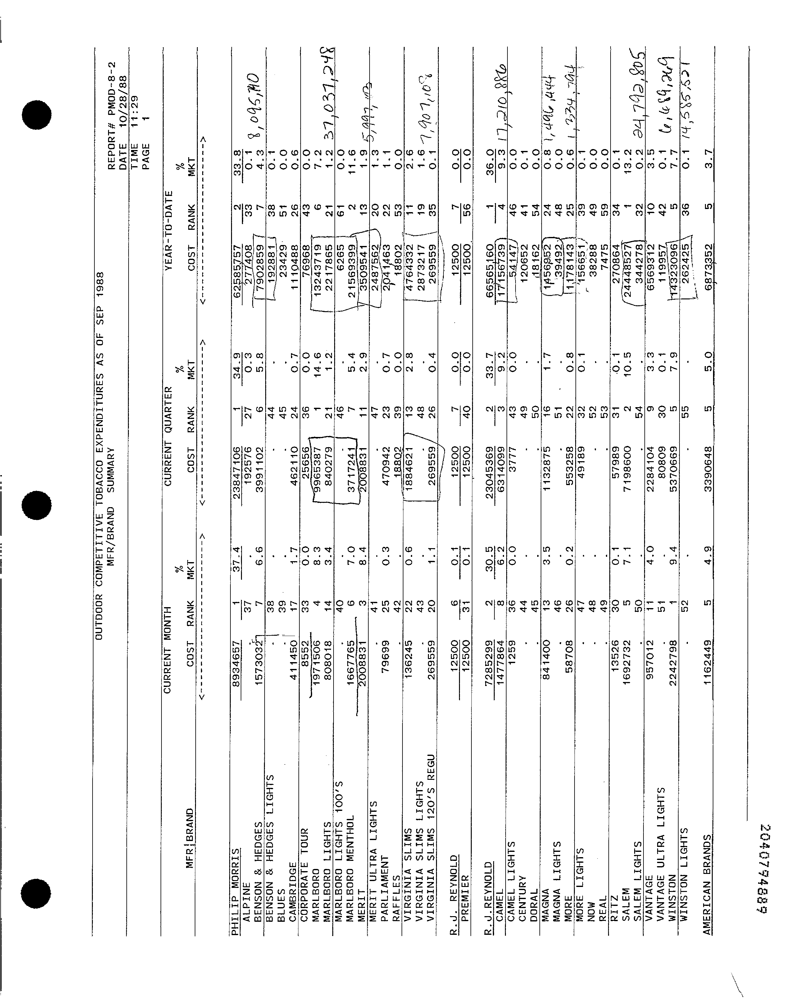 REPORT# PMOD-8-2
DATE 10/28/88
TIME 11:29
PAGE 1
OUTDOOR COMPETITIVE TOBACCO EXPENDITURES AS OF SEP 1988
MFR/BRAND SUMMARY
CURRENT MONTH CURRENT QUARTER YEAR-TO-DATE
MFR|BRAND COST RANK % MKT COST RANK % MKT COST RANK % MKT
PHILIP MORRIS 8934657 1 37.4 23847106 1 34.9 62585757 2 33.8
ALPINE . 37 . 192576 27 0.3 277408 33 0.1
BENSON & HEDGES 1573032 7 6.6 3991102 6 5.8 7902859 7 4.3 8,095,740
BENSON & HEDGES LIGHTS . 38 . . 44 . 192881 38 0.1
BLUES . 39 . . 45 . 23429 51 0.0
CAMBRIDGE 411450 17 1.7 462110 24 0.7 1110488 26 0.6
CORPORATE TOUR 8552 33 0.0 25656 36 0.0 76968 43 0.0
MARLBORO 1971506 4 8.3 9965387 1 14.6 13243719 6 7.2
MARLBORO LIGHTS 808018 14 3.4 840279 21 1.2 2217865 21 1.2 37,037,248
MARLBORO LIGHTS 100'S . 40 . . 46 . 6265 61 0.0
MARLBORO MENTHOL 1667765 6 7.0 3717241 7 5.4 21569399 2 11.6
MERIT 2008831 3 8.4 2008831 11 2.9 3509541 13 1.9 5,997,103
MERIT ULTRA LIGHTS . 41 . . 47 . 2487562 20 1.3
PARLIAMENT 79699 25 0.3 470942 23 0.7 2041463 22 1.1
RAFFLES . 42 . 18802 39 0.0 18802 53 0.0
VIRGINIA SLIMS 136245 22 0.6 1884621 13 2.8 4764332 11 2.6
VIRGINIA SLIMS LIGHTS . 43 . . 48 . 2873217 19 1.6 7,907,108
VIRGINIA SLIMS 120'S REGU 269559 20 1.1 269559 26 0.4 269559 35 0.1
R.J. REYNOLD 12500 6 0.1 12500 7 0.0 12500 7 0.0
PREMIER 12500 31 0.1 12500 40 0.0 12500 56 0.0
R.J.REYNOLD 7285299 2 30.5 23045369 2 33.7 66565160 1 36.0
CAMEL 1477864 8 6.2 6314099 3 9.2 17156739 4 9.3 17,210,886
CAMEL LIGHTS 1259 36 0.0 3777 43 0.0 54147 46 0.0
CENTURY . 44 . . 49 . 120652 41 0.1
DORAL . 45 . . 50 . 18162 54 0.0
MAGNA 841400 13 3.5 1132875 16 1.7 1456952 24 0.8 1,496,444
MAGNA LIGHTS . 46 . . 51 . 39492 48 0.0
MORE 58708 26 0.2 553258 22 0.8 1178143 25 0.6 1,334,794
MORE LIGHTS . 47 . 49189 32 0.1 156651 39 0.1
NOW . 48 . . 52 . 38288 49 0.0
REAL . 49 . . 53 . 7475 59 0.0
RITZ 13526 30 0.1 57989 31 0.1 270864 34 0.1
SALEM 1692732 5 7.1 7198600 2 10.5 24448527 1 13.2 24,792,805
SALEM LIGHTS . 50 . . 54 . 344278 32 0.2
VANTAGE 957012 11 4.0 2284104 9 3.3 6569312 10 3.5
VANTAGE ULTRA LIGHTS . 51 . 80809 30 0.1 119957 42 0.1 6,689,269
WINSTON 2242798 1 9.4 5370669 5 7.9 14323096 5 7.7
WINSTON LIGHTS . 52 . . 55 . 262425 36 0.1 14,585,521
AMERICAN BRANDS 1162449 5 4.9 3390648 5 5.0 6873352 5 3.7
2040794889